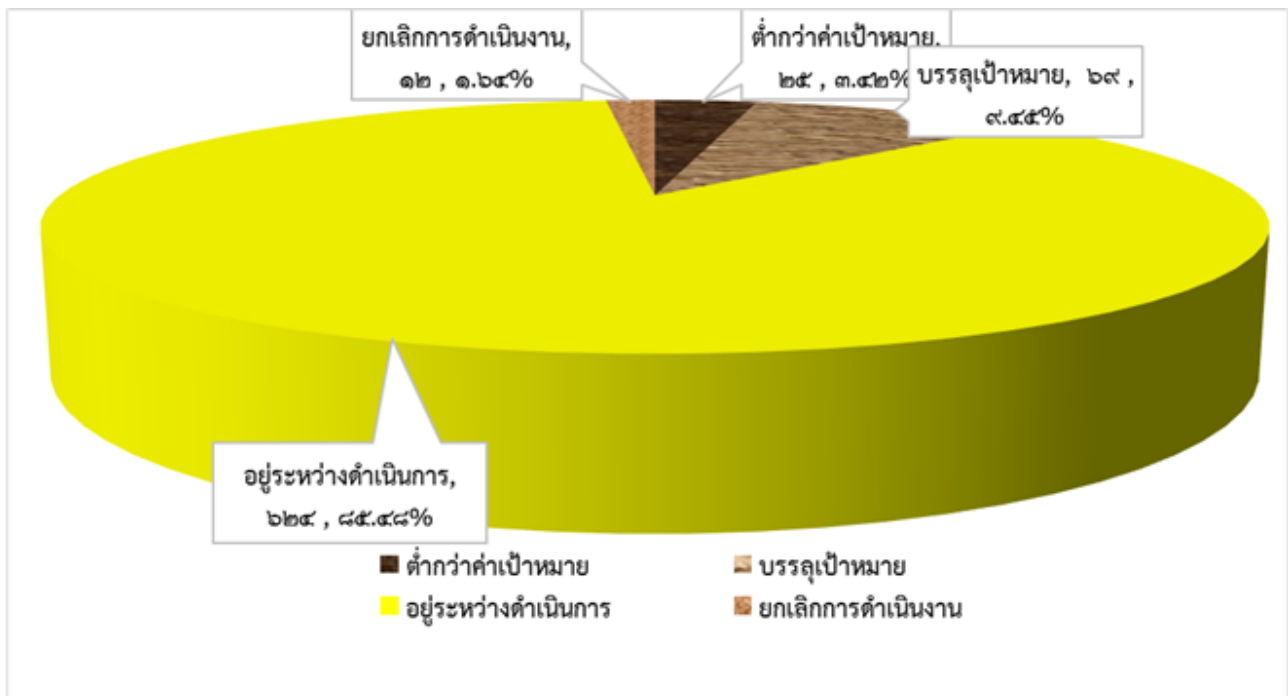 ยกเลิกการดำเนินงาน,
๑๒ , ๑.๖๔%
ต่ำกว่าค่าเป้าหมาย,
๒๕ , ๓.๔๒%
บรรลุเป้าหมาย, ๖๙ ,
๙.๔๕%
อยู่ระหว่างดำเนินการ,
๖๒๔ , ๘๕.๔๘%
ต่ำกว่าค่าเป้าหมาย
บรรลุเป้าหมาย
อยู่ระหว่างดำเนินการ
ยกเลิกการดำเนินงาน